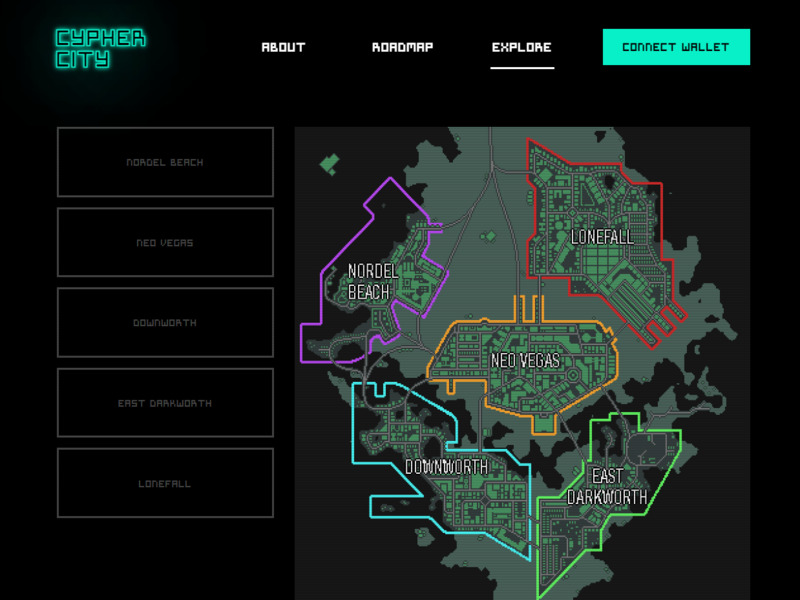 CYPHER
CITY
ABOUT
ROADMAP
EXPLORE
CONNECT WALLET
NORDEL BEACH
NEO VEGAS
DOWNWORTH
EAST DARKWORTH
LONEFALL
LONEFALL
NORDEL
BEACH
NEO VEGAS
DOWNWORTH
EAST
DARKWORTH